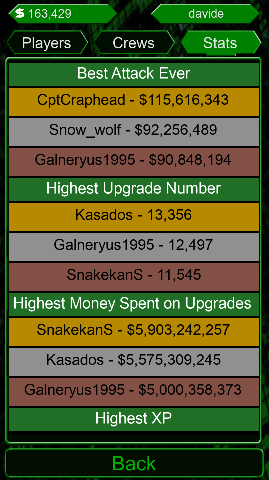 $ 163,429
davide
Players
Crews
Stats
Best Attack Ever
CptCraphead - $115,616,343
Snow_wolf - $92,256,489
Galneryus1995 - $90,848,194
Highest Upgrade Number
Kasados - 13,356
Galneryus1995 - 12,497
SnakekanS - 11,545
Highest Money Spent on Upgrades
SnakekanS - $5,903,242,257
Kasados - $5,575,309,245
Galneryus1995 - $5,000,358,373
Highest XP
Back